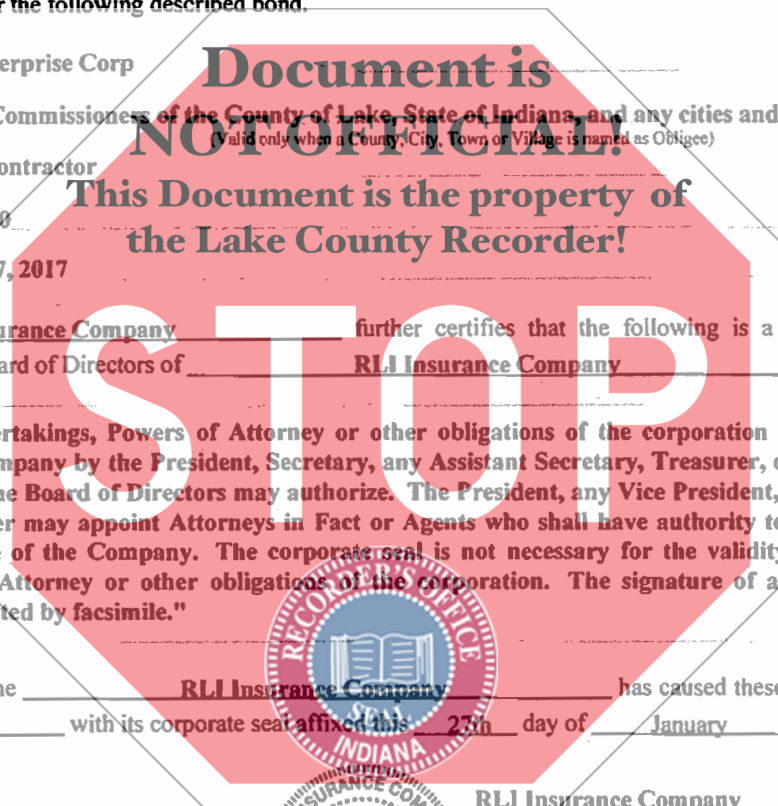 r the following described bond.
erprise Corp
Document is
Commissioners of the County of Lake, State of Indiana, and any cities and
NOT OFFICIAL!
(Valid only when a County, City, Town or Village is named as Obligee)
ontractor
This Document is the property of
0
the Lake County Recorder!
7, 2017
urance Company further certifies that the following is a
ard of Directors of RLI Insurance Company
STOP
ertakings, Powers of Attorney or other obligations of the corporation
mpany by the President, Secretary, any Assistant Secretary, Treasurer, o
he Board of Directors may authorize. The President, any Vice President,
er may appoint Attorneys in Fact or Agents who shall have authority to
e of the Company. The corporate seal is not necessary for the validity
Attorney or other obligations of the corporation. The signature of a
ted by facsimile."
RECORDER'S OFFICE
SEAL
INDIANA
he RLI Insurance Company has caused these
with its corporate seal affixed this 27th day of January
SURANCE COM
RLI Insurance Company